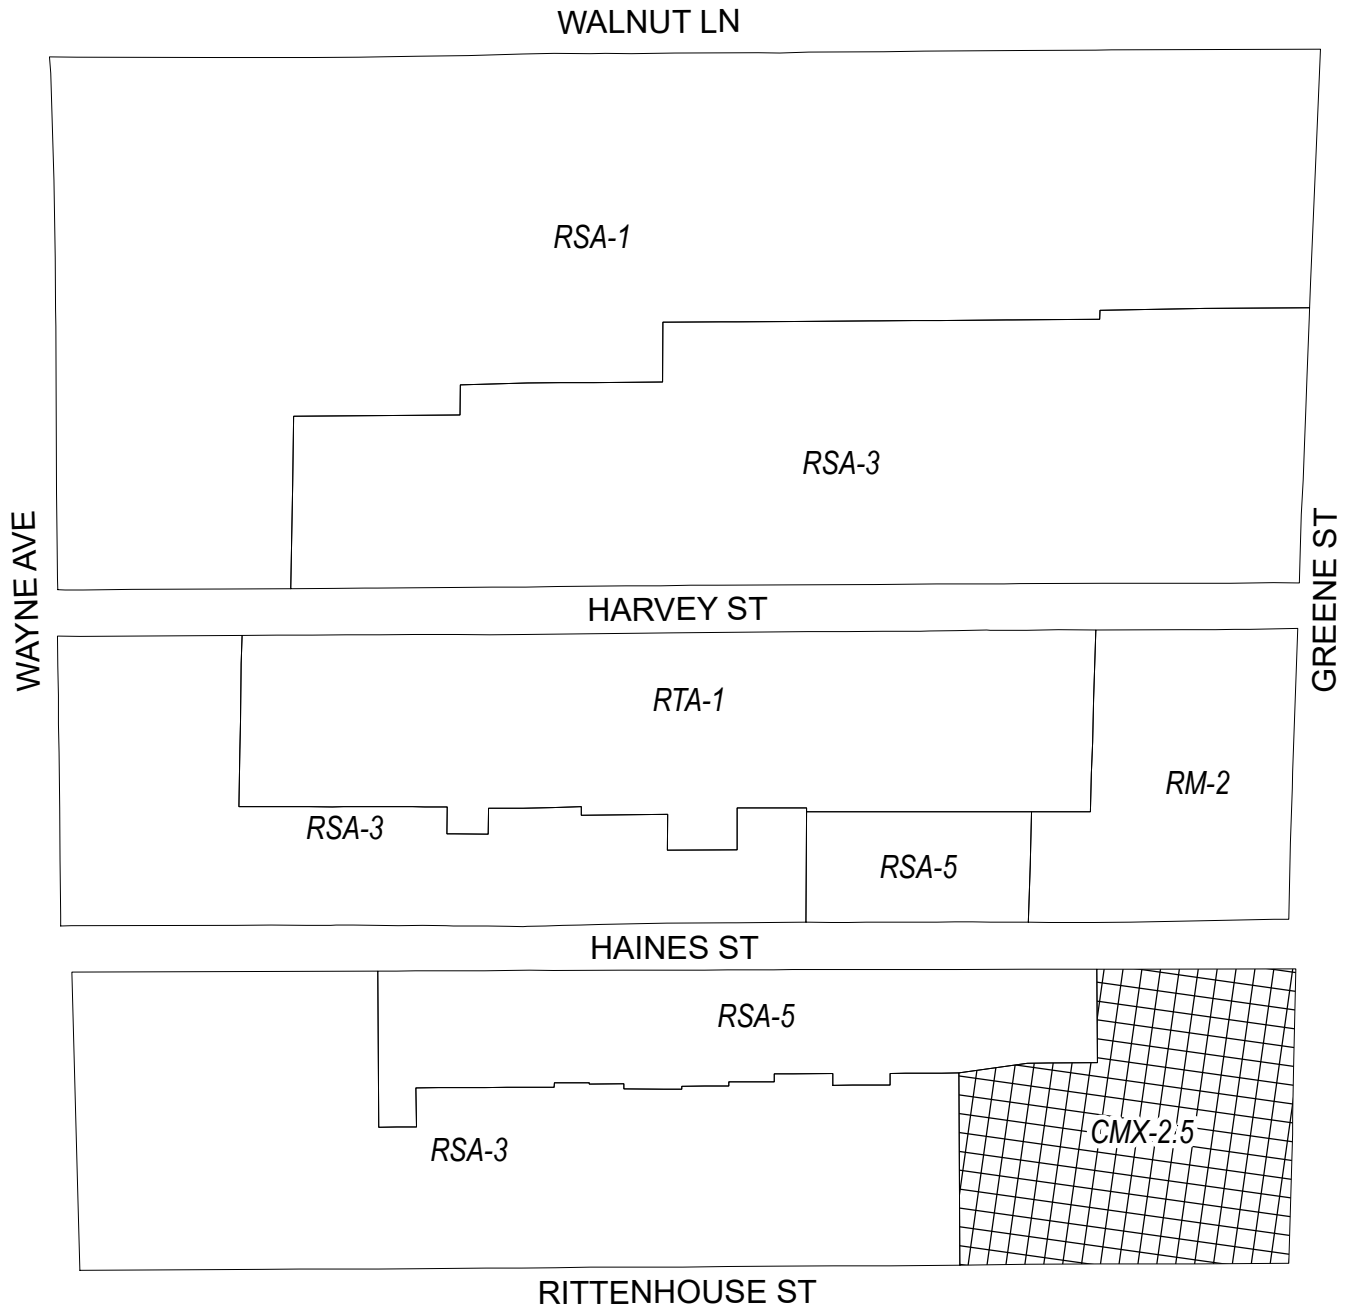 WALNUT LN
RSA-1
RSA-3
WAYNE AVE
GREENE ST
HARVEY ST
RTA-1
RM-2
RSA-3
RSA-5
HAINES ST
RSA-5
CMX-2.5
RSA-3
RITTENHOUSE ST